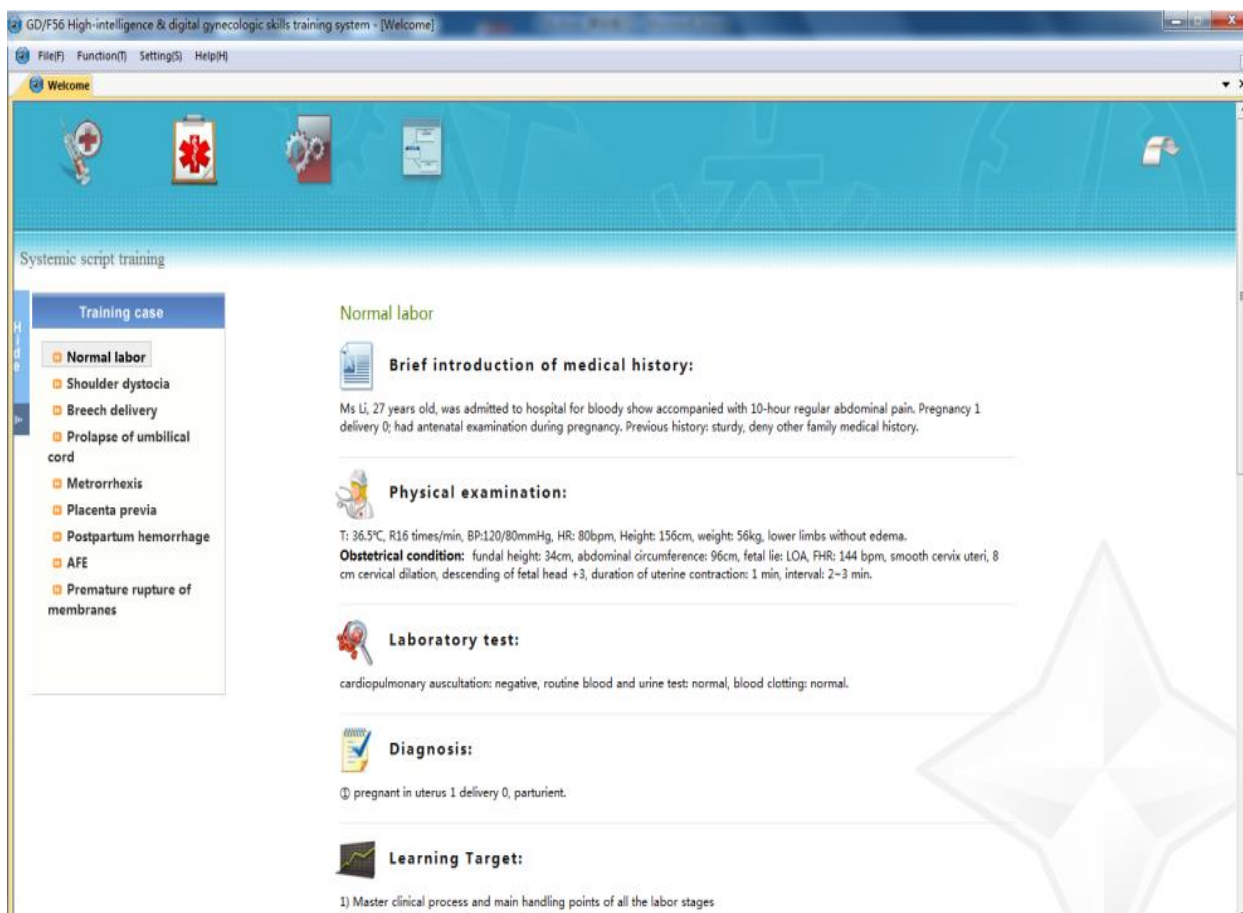 GD/F56 High-intelligence & digital gynecologic skills training system - [Welcome]
File(F) Function(T) Setting(S) Help(H)
Welcome
Systemic script training
Hide
Training case
Normal labor
Shoulder dystocia
Breech delivery
Prolapse of umbilical
cord
Metrorrhexis
Placenta previa
Postpartum hemorrhage
AFE
Premature rupture of
membranes
Normal labor
Brief introduction of medical history:
Ms Li, 27 years old, was admitted to hospital for bloody show accompanied with 10-hour regular abdominal pain. Pregnancy 1
delivery 0; had antenatal examination during pregnancy. Previous history: sturdy, deny other family medical history.
Physical examination:
T: 36.5℃, R16 times/min, BP:120/80mmHg, HR: 80bpm, Height: 156cm, weight: 56kg, lower limbs without edema.
Obstetrical condition: fundal height: 34cm, abdominal circumference: 96cm, fetal lie: LOA, FHR: 144 bpm, smooth cervix uteri, 8
cm cervical dilation, descending of fetal head +3, duration of uterine contraction: 1 min, interval: 2~3 min.
Laboratory test:
cardiopulmonary auscultation: negative, routine blood and urine test: normal, blood clotting: normal.
Diagnosis:
① pregnant in uterus 1 delivery 0, parturient.
Learning Target:
1) Master clinical process and main handling points of all the labor stages